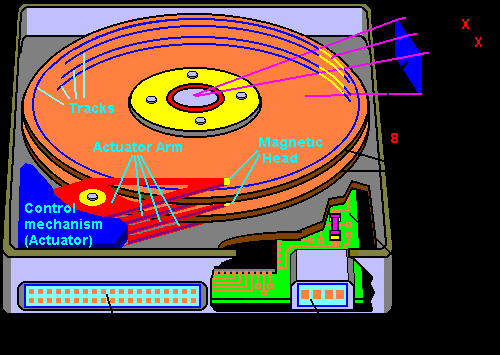 X
X
Tracks
8
Actuator Arm
Magnetic
Head
Control
mechanism
(Actuator)